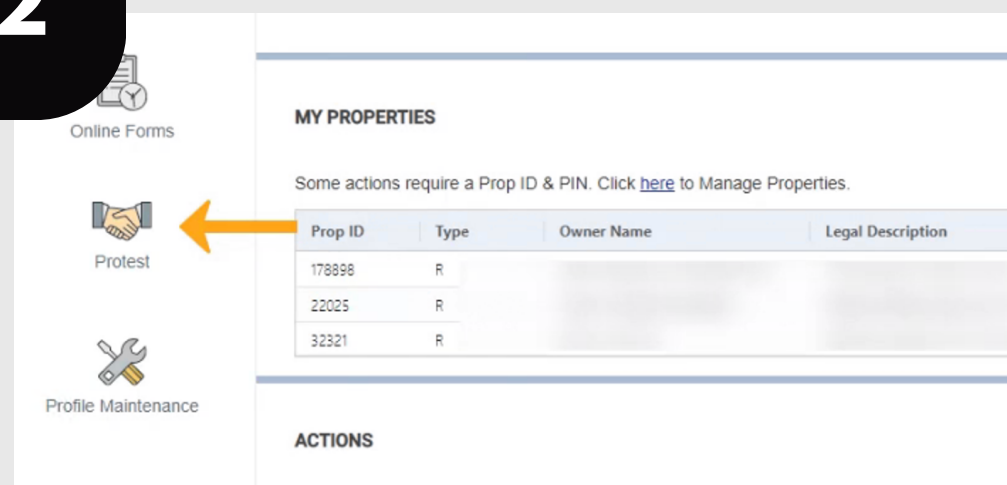 2
Online Forms
Protest
Profile Maintenance
MY PROPERTIES
Some actions require a Prop ID & PIN. Click here to Manage Properties.
Prop ID Type Owner Name Legal Description
178898 R
22025 R
32321 R
ACTIONS